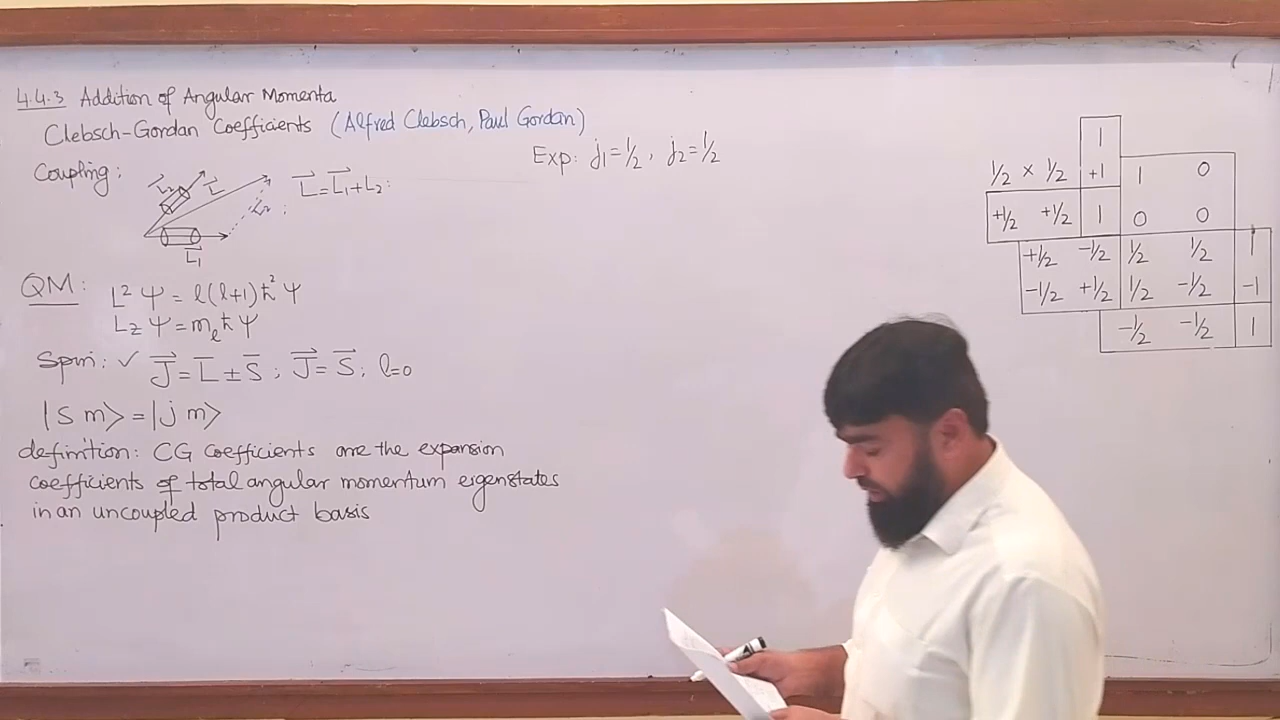 4.4.3 Addition of Angular Momenta
Clebsch-Gordan Coefficients (Alfred Clebsch, Paul Gordan)
Coupling:
L₂ L
L₂
L₁
L⃗ = L⃗₁ + L₂:
QM: L² Ψ = l(l+1)ħ² Ψ
L_Z Ψ = m_l ħ Ψ
Spin: ✓ J⃗ = L̅ ± S̅ ; J⃗ = S⃗ ; l=0
|s m⟩ = |j m⟩
definition: CG Coefficients are the expansion
coefficients of total angular momentum eigenstates
in an uncoupled product basis
Exp: j₁=½, j₂=½
1
½ × ½ +1 1 0
+½ +½ 1 0 0
+½ -½ ½ ½ 1
-½ +½ ½ -½ -1
-½ -½ 1